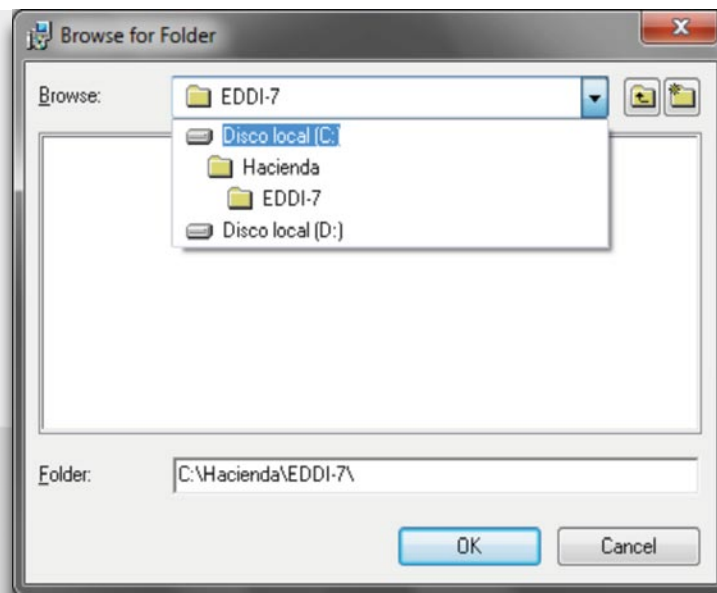 Browse for Folder
Browse:
EDDI-7
Disco local (C:)
Hacienda
EDDI-7
Disco local (D:)
Folder:
C:\Hacienda\EDDI-7\
OK
Cancel